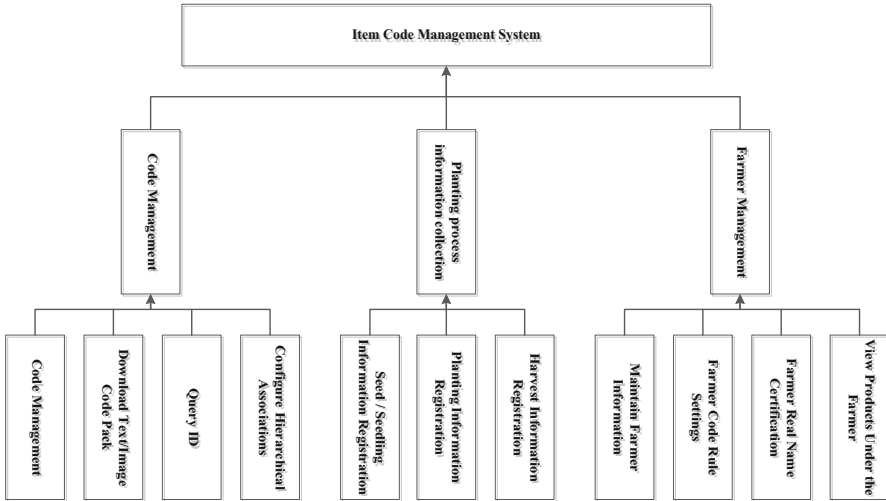 Item Code Management System
Code Management
Planting process
information collection
Farmer Management
Code Management
Download Text/Image
Code Pack
Query ID
Configure Hierarchical
Associations
Seed / Seedling
Information Registration
Planting Information
Registration
Harvest Information
Registration
Maintain Farmer
Information
Farmer Code Rule
Settings
Farmer Real Name
Certification
View Products Under the
Farmer